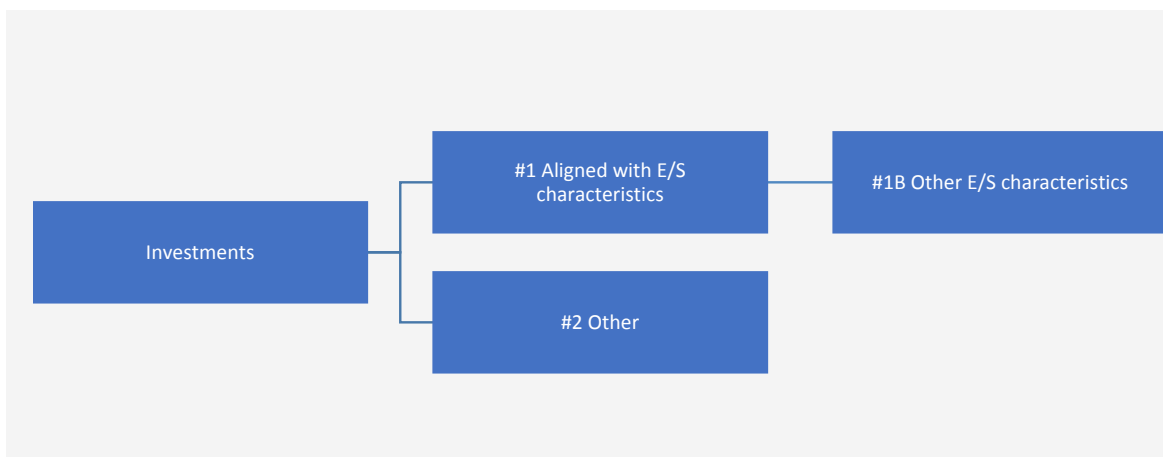 #1 Aligned with E/S
characteristics
#1B Other E/S characteristics
Investments
#2 Other